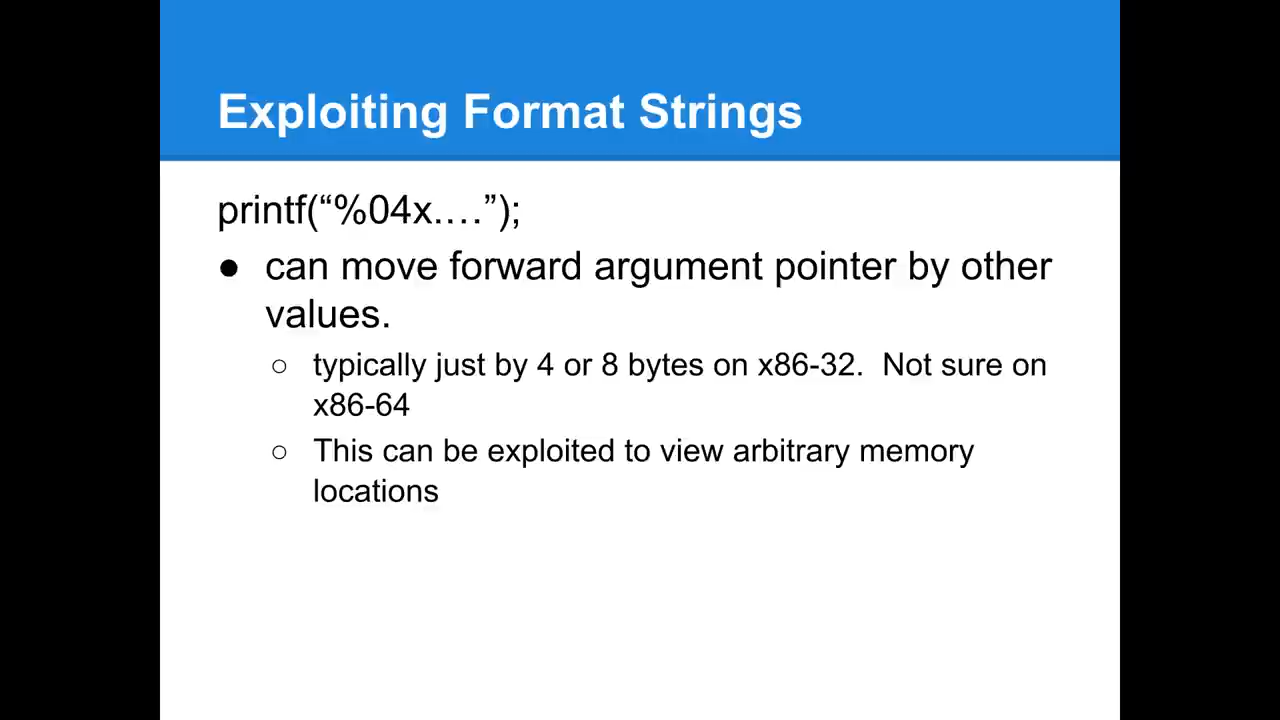 Exploiting Format Strings
printf(“%04x.…”);
● can move forward argument pointer by other
values.
○ typically just by 4 or 8 bytes on x86-32.  Not sure on
x86-64
○ This can be exploited to view arbitrary memory
locations